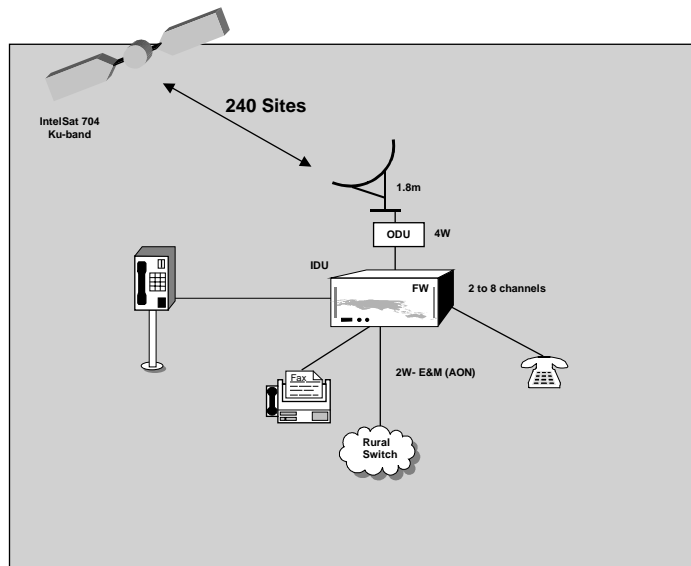 240 Sites
IntelSat 704
Ku-band
1.8m
ODU
4W
IDU
FW
2 to 8 channels
Fax
2W- E&M (AON)
Rural
Switch